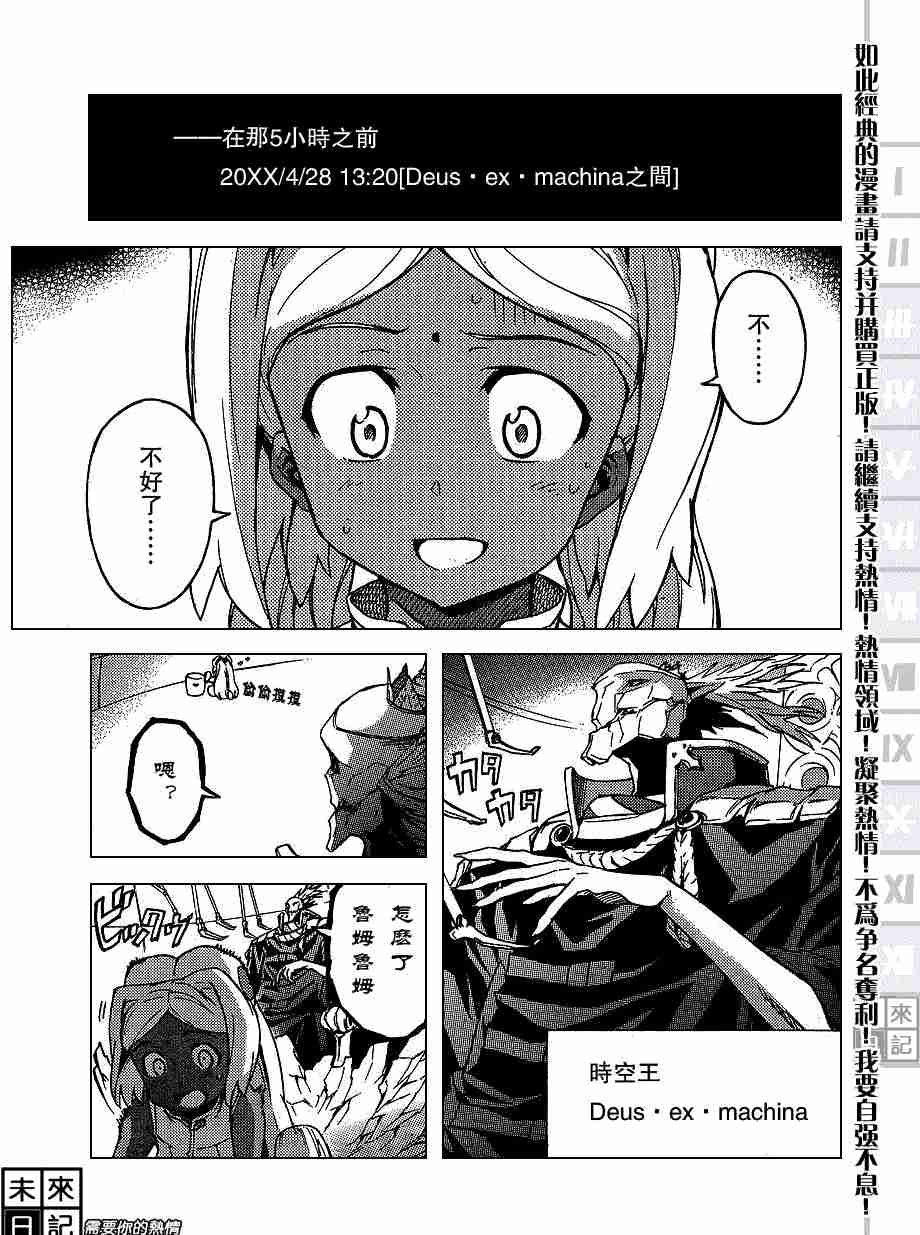 ——在那5小時之前
20XX/4/28 13:20[Deus・ex・machina之間]
不……
不好了……
カタ
カタ
時空王
Deus・ex・machina
偷偷摸摸
嗯？
ビックゥ
怎麽了
魯姆魯姆
如此經典的漫畫請支持并購買正版！請繼續支持熱情！熱情領域！凝聚熱情！不爲争名奪利！我要自强不息！
I
II
III
IV
V
VI
VII
VIII
IX
X
XI
來
記
未來
日記
需要你的熱情